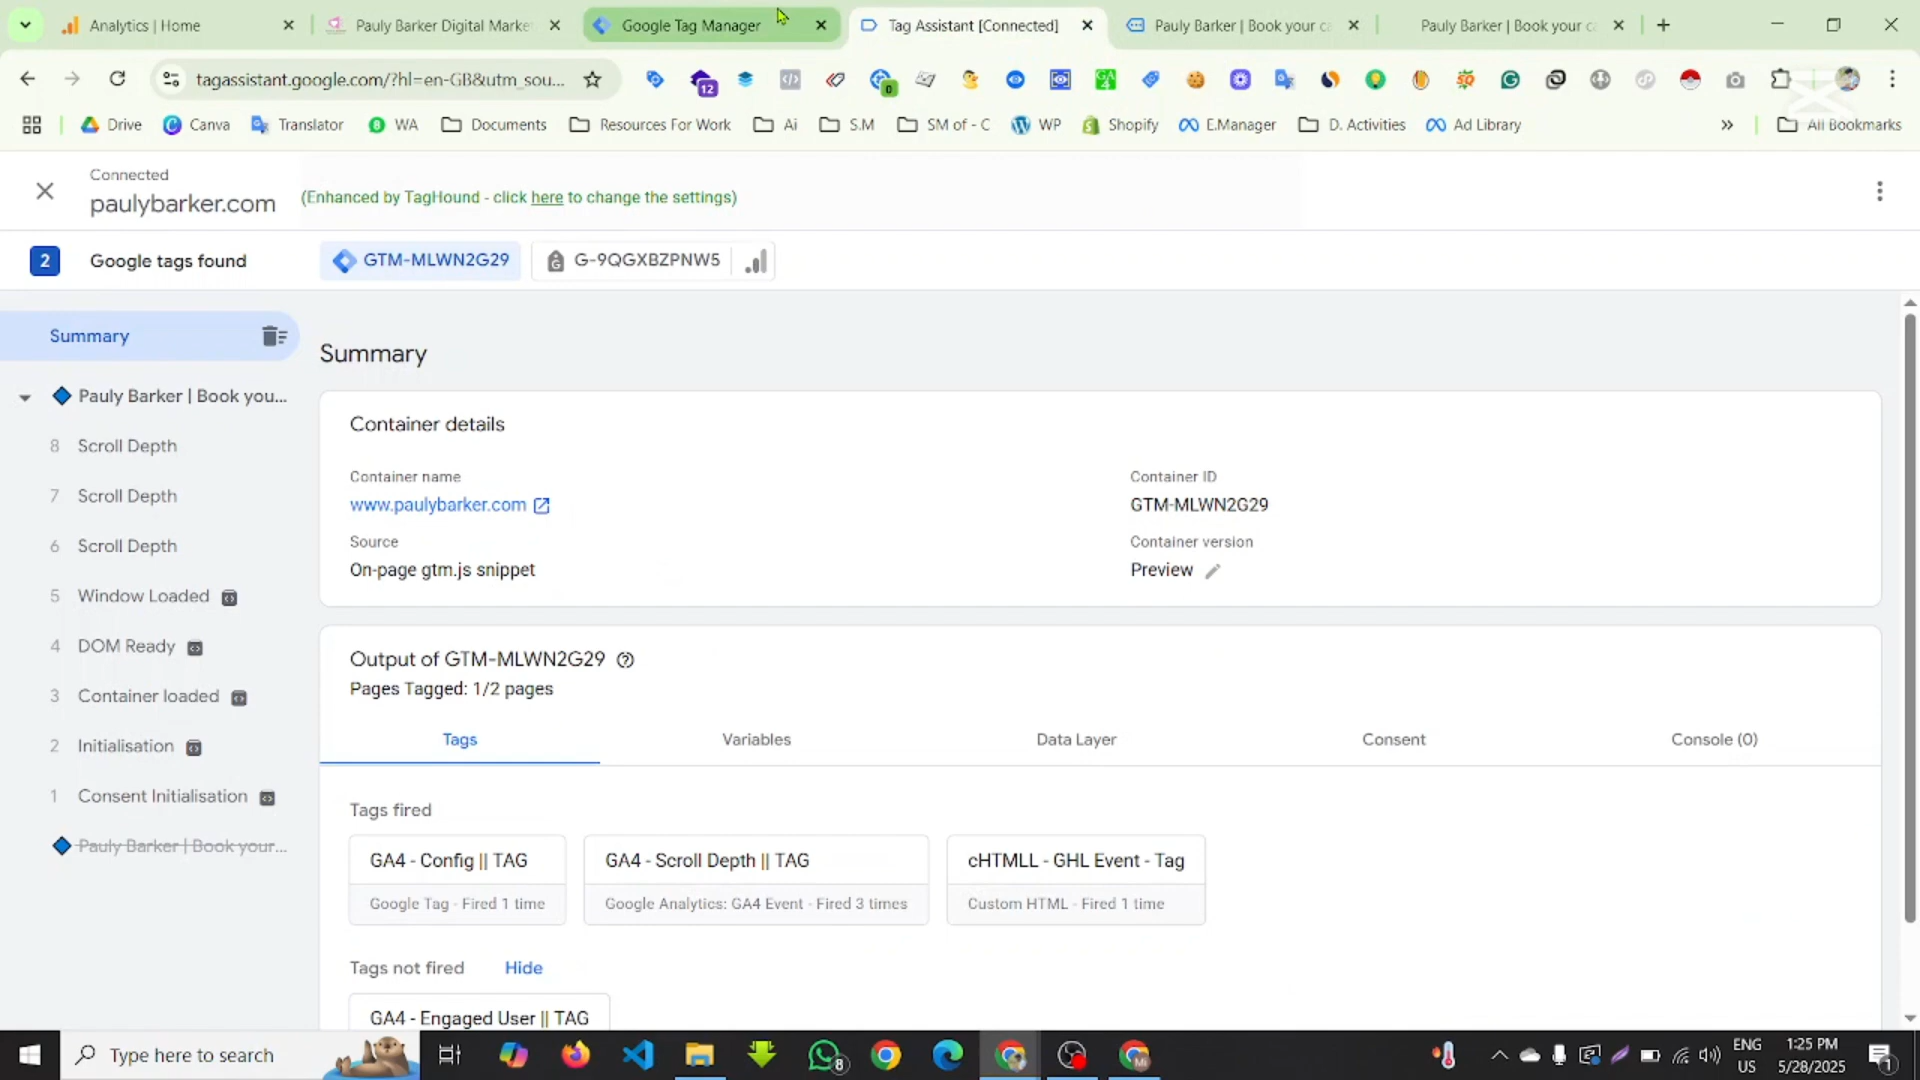 Analytics | Home
Pauly Barker Digital Marke
Google Tag Manager
Tag Assistant [Connected]
Pauly Barker | Book your ca
Pauly Barker | Book your ca
tagassistant.google.com/?hl=en-GB&utm_sou...
12
0
Drive
Canva
Translator
WA
Documents
Resources For Work
Ai
S.M
SM of - C
WP
Shopify
E.Manager
D. Activities
Ad Library
All Bookmarks
Connected
paulybarker.com
(Enhanced by TagHound - click here to change the settings)
2
Google tags found
GTM-MLWN2G29
G-9QGXBZPNW5
Summary
Pauly Barker | Book you...
8 Scroll Depth
7 Scroll Depth
6 Scroll Depth
5 Window Loaded
4 DOM Ready
3 Container loaded
2 Initialisation
1 Consent Initialisation
Pauly Barker | Book your...
Summary
Container details
Container name
www.paulybarker.com
Container ID
GTM-MLWN2G29
Source
On-page gtm.js snippet
Container version
Preview
Output of GTM-MLWN2G29
Pages Tagged: 1/2 pages
Tags
Variables
Data Layer
Consent
Console (0)
Tags fired
GA4 - Config || TAG
Google Tag - Fired 1 time
GA4 - Scroll Depth || TAG
Google Analytics: GA4 Event - Fired 3 times
cHTMLL - GHL Event - Tag
Custom HTML - Fired 1 time
Tags not fired
Hide
GA4 - Engaged User || TAG
Type here to search
8
ENG
US
1:25 PM
5/28/2025
1